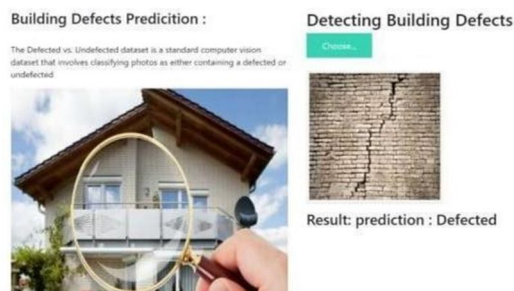 Building Defects Predicition :
The Defected vs. Undefected dataset is a standard computer vision
dataset that involves classifying photos as either containing a defected or
undefected
Detecting Building Defects
Choose...
Result: prediction : Defected